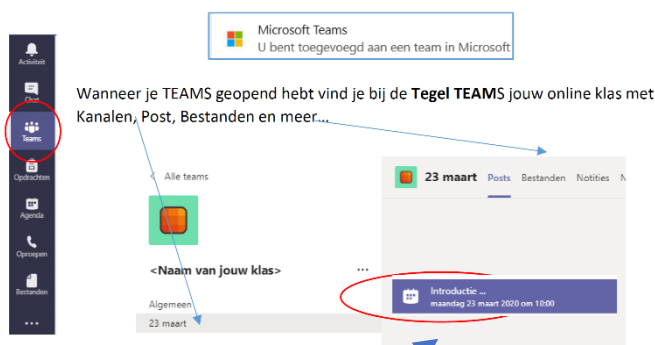 Microsoft Teams
U bent toegevoegd aan een team in Microsoft
Activiteit
Chat
Teams
Opdrachten
Agenda
Oproepen
Bestanden
...
Wanneer je TEAMS geopend hebt vind je bij de Tegel TEAMS jouw online klas met
Kanalen, Post, Bestanden en meer...
< Alle teams
<Naam van jouw klas> ...
Algemeen
23 maart
23 maart Posts Bestanden Notities
Introductie ...
maandag 23 maart 2020 om 10:00